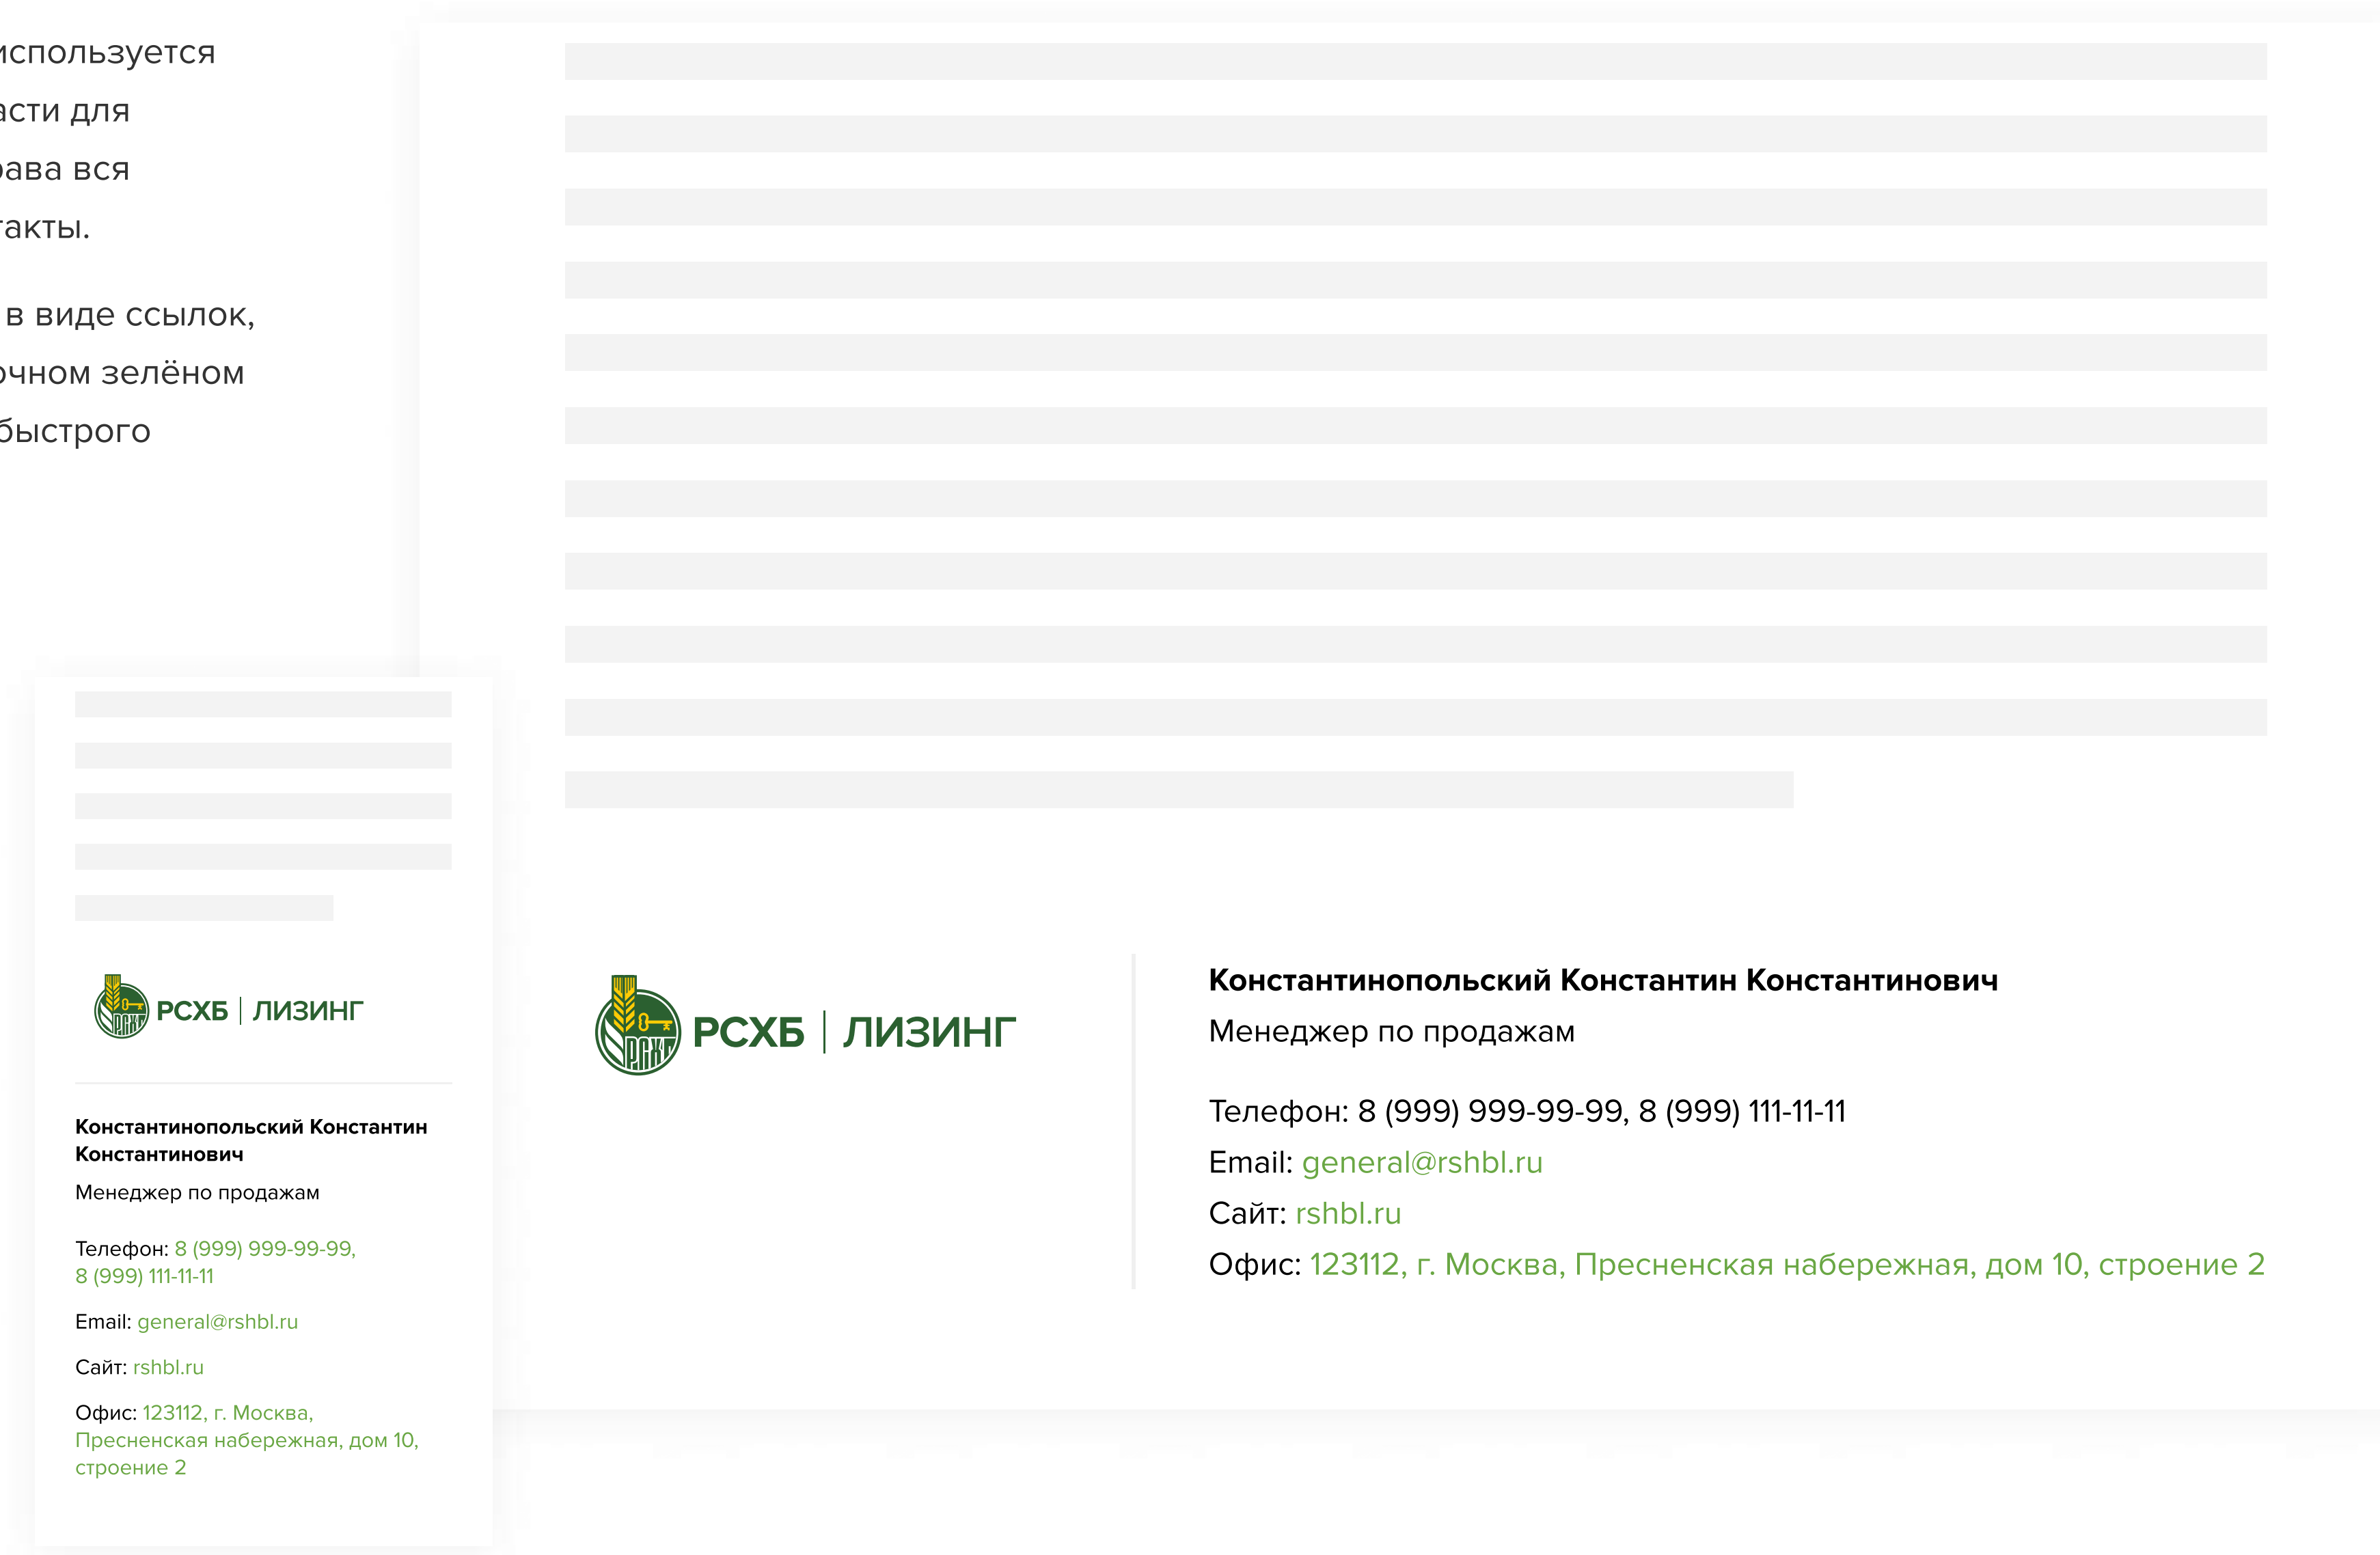 используется
для
вся
в виде ссылок,
зелёном
быстрого
РСХБ | ЛИЗИНГ
Константинопольский Константин
Константинович
Менеджер по продажам
Телефон: 8 (999) 999-99-99,
8 (999) 111-11-11
Email: general@rshbl.ru
Сайт: rshbl.ru
Офис: 123112, г. Москва,
Пресненская набережная, дом 10,
строение 2
РСХБ | ЛИЗИНГ
Константинопольский Константин Константинович
Менеджер по продажам
Телефон: 8 (999) 999-99-99, 8 (999) 111-11-11
Email: general@rshbl.ru
Сайт: rshbl.ru
Офис: 123112, г. Москва, Пресненская набережная, дом 10, строение 2